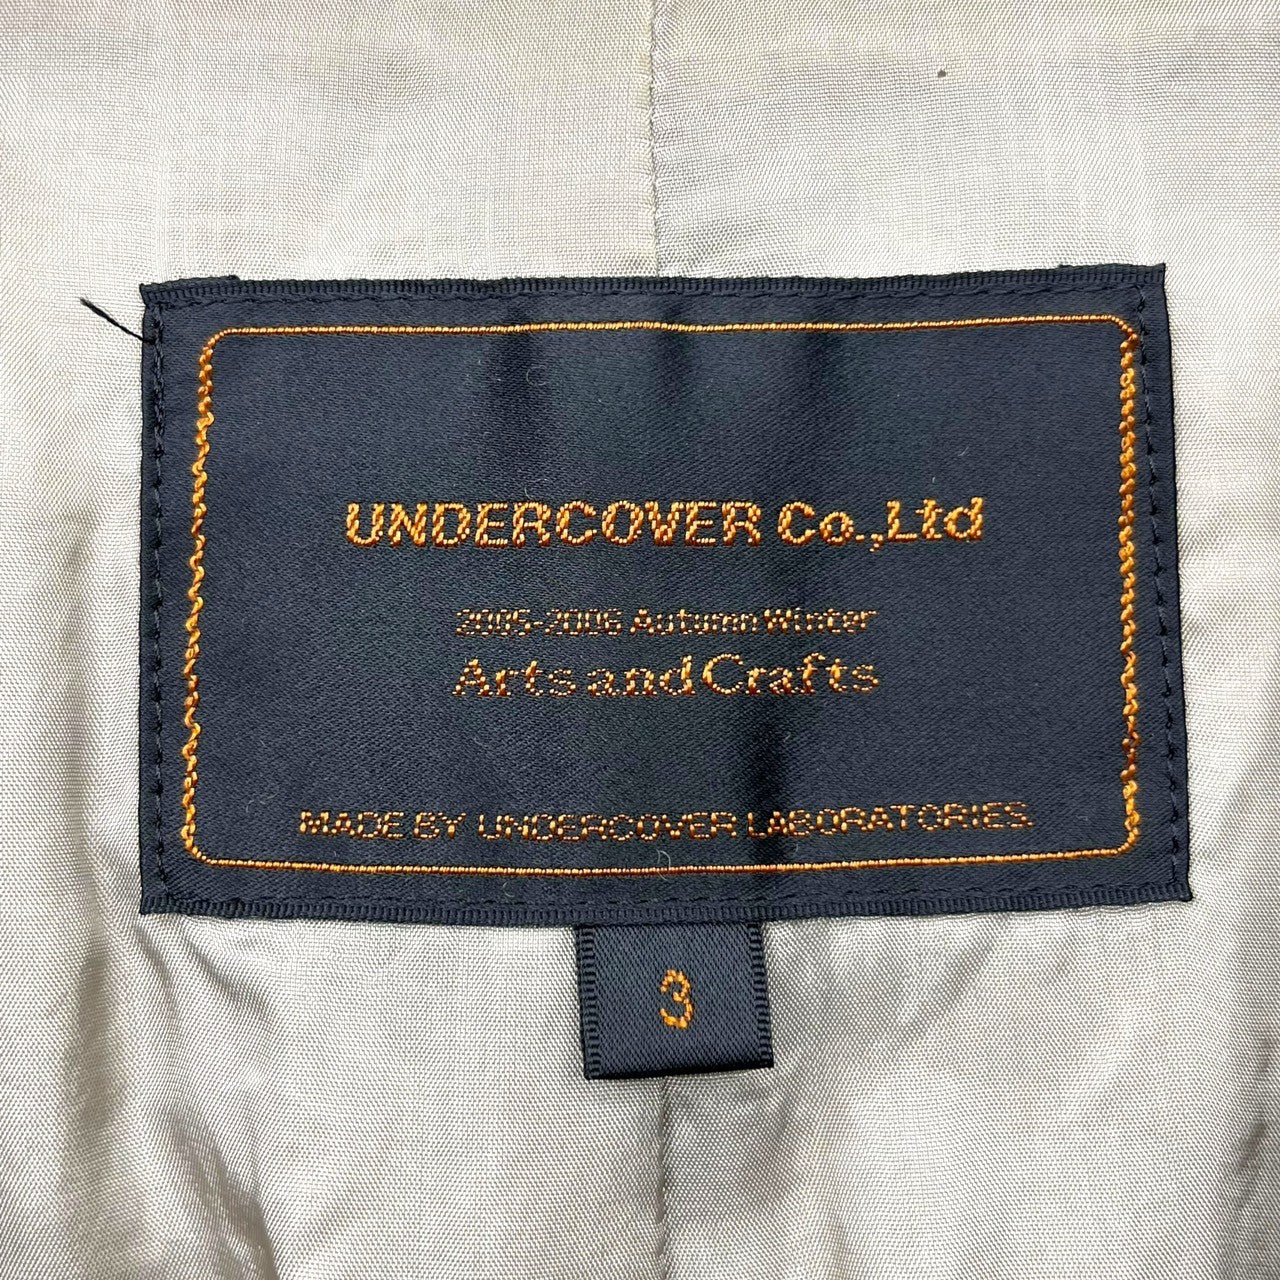 UNDERCOVER Co.,Ltd
2005-2006 Autumn Winter
Arts and Crafts
MADE BY UNDERCOVER LABORATORIES.
3